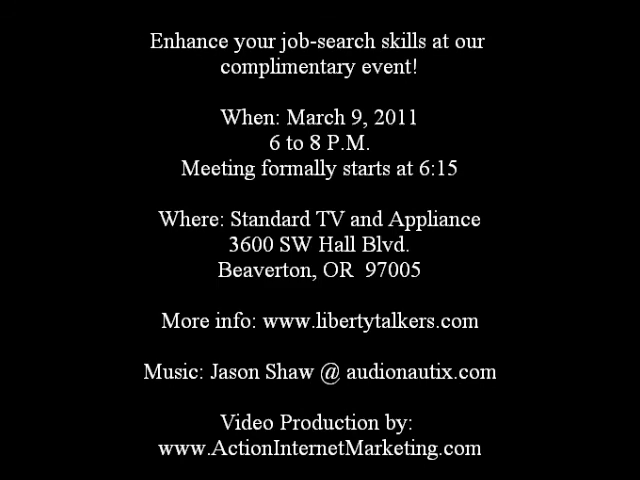 Enhance your job-search skills at our
complimentary event!
When: March 9, 2011
6 to 8 P.M.
Meeting formally starts at 6:15
Where: Standard TV and Appliance
3600 SW Hall Blvd.
Beaverton, OR  97005
More info: www.libertytalkers.com
Music: Jason Shaw @ audionautix.com
Video Production by:
www.ActionInternetMarketing.com